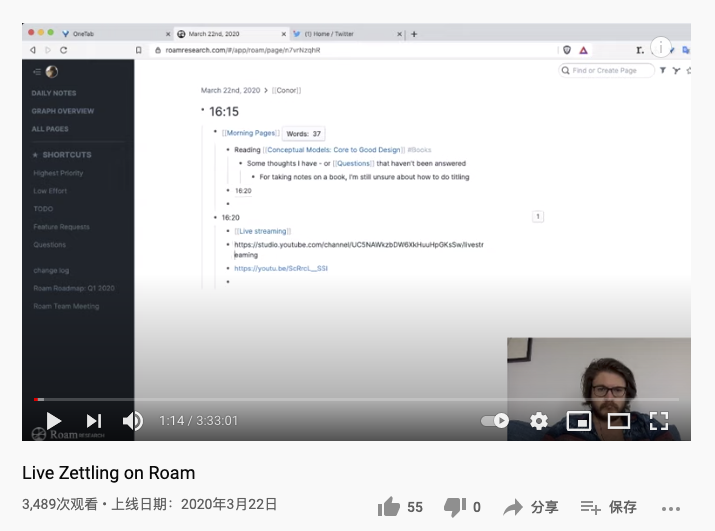 OneTab
March 22nd, 2020
(1) Home / Twitter
roamresearch.com/#/app/roam/page/n7vrNzqhR
Find or Create Page
DAILY NOTES
GRAPH OVERVIEW
ALL PAGES
SHORTCUTS
Highest Priority
Low Effort
TODO
Feature Requests
Questions
change log
Roam Roadmap: Q1 2020
Roam Team Meeting
March 22nd, 2020 > [[Conor]]
16:15
[[Morning Pages]] Words: 37
Reading [[Conceptual Models: Core to Good Design]] #Books
Some thoughts I have - or [[Questions]] that haven't been answered
For taking notes on a book, I'm still unsure about how to do titling
16:20
16:20
1
[[Live streaming]]
https://studio.youtube.com/channel/UC5NAWkzbDW6XkHuuHpGKsSw/livestr
eaming
https://youtu.be/ScRrcL__SSI
1:14 / 3:33:01
Roam RESEARCH
Live Zettling on Roam
3,489次观看 • 上线日期: 2020年3月22日
55
0
分享
保存